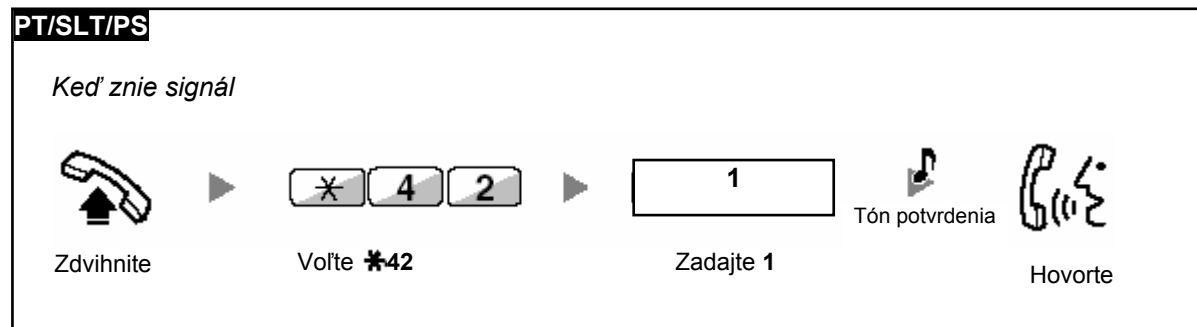 PT/SLT/PS
Keď znie signál
* 4 2
1
Tón potvrdenia
Zdvihnite
Voľte *42
Zadajte 1
Hovorte